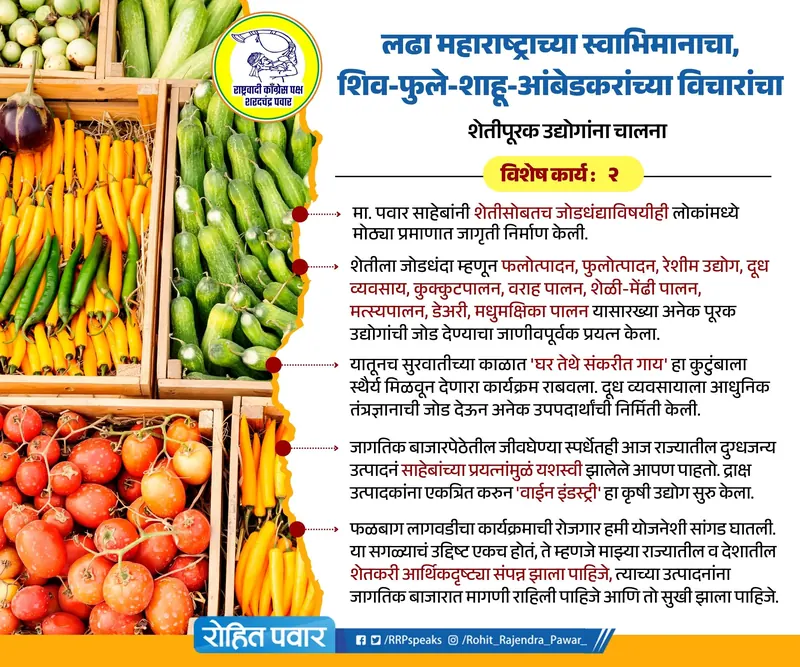 राष्ट्रवादी काँग्रेस पक्ष
शरदचंद्र पवार
लढा महाराष्ट्राच्या स्वाभिमानाचा,
शिव-फुले-शाहू-आंबेडकरांच्या विचारांचा
शेतीपूरक उद्योगांना चालना
विशेष कार्य : २
मा. पवार साहेबांनी शेतीसोबतच जोडधंद्याविषयीही लोकांमध्ये
मोठ्या प्रमाणात जागृती निर्माण केली.
शेतीला जोडधंदा म्हणून फलोत्पादन, फुलोत्पादन, रेशीम उद्योग, दूध
व्यवसाय, कुक्कुटपालन, वराह पालन, शेळी-मेंढी पालन,
मत्स्यपालन, डेअरी, मधुमक्षिका पालन यासारख्या अनेक पूरक
उद्योगांची जोड देण्याचा जाणीवपूर्वक प्रयत्न केला.
यातूनच सुरवातीच्या काळात 'घर तेथे संकरीत गाय' हा कुटुंबाला
स्थैर्य मिळवून देणारा कार्यक्रम राबवला. दूध व्यवसायाला आधुनिक
तंत्रज्ञानाची जोड देऊन अनेक उपपदार्थांची निर्मिती केली.
जागतिक बाजारपेठेतील जीवघेण्या स्पर्धेतही आज राज्यातील दुग्धजन्य
उत्पादनं साहेबांच्या प्रयत्नांमुळं यशस्वी झालेले आपण पाहतो. द्राक्ष
उत्पादकांना एकत्रित करुन 'वाईन इंडस्ट्री' हा कृषी उद्योग सुरु केला.
फळबाग लागवडीचा कार्यक्रमाची रोजगार हमी योजनेशी सांगड घातली.
या सगळ्याचं उद्दिष्ट एकच होतं, ते म्हणजे माझ्या राज्यातील व देशातील
शेतकरी आर्थिकदृष्ट्या संपन्न झाला पाहिजे, त्याच्या उत्पादनांना
जागतिक बाजारात मागणी राहिली पाहिजे आणि तो सुखी झाला पाहिजे.
रोहित पवार
/RRPspeaks /Rohit_Rajendra_Pawar_